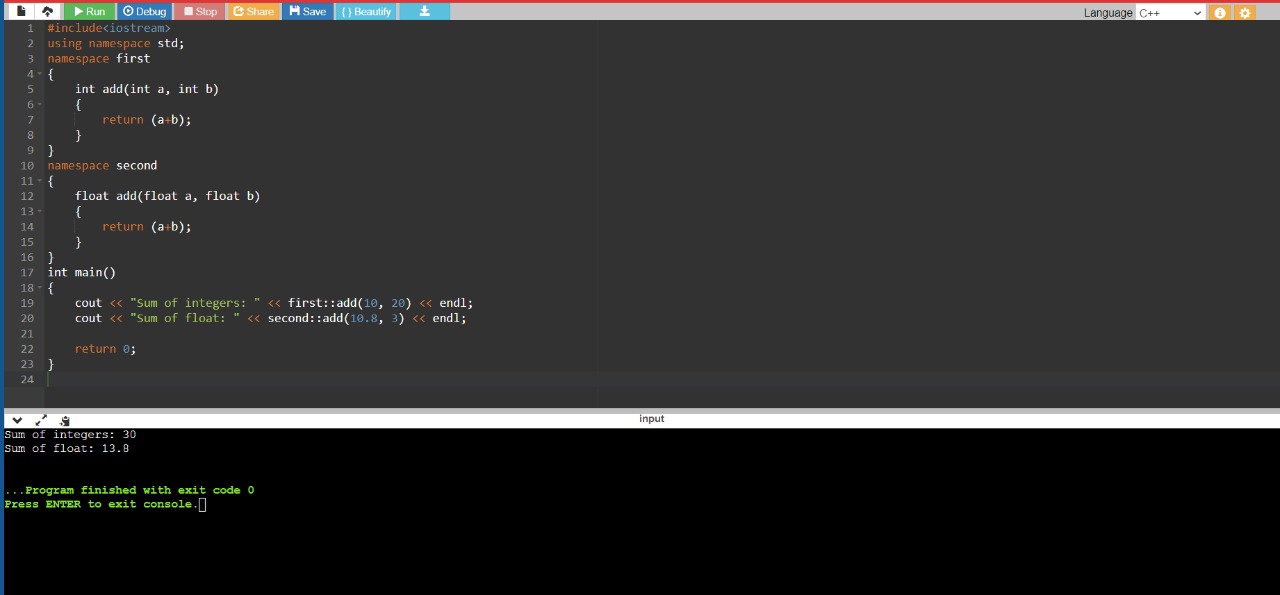 Run Debug Stop Share Save { } Beautify Language C++
1 #include<iostream>
2 using namespace std;
3 namespace first
4 {
5 int add(int a, int b)
6 {
7 return (a+b);
8 }
9 }
10 namespace second
11 {
12 float add(float a, float b)
13 {
14 return (a+b);
15 }
16 }
17 int main()
18 {
19 cout << "Sum of integers: " << first::add(10, 20) << endl;
20 cout << "Sum of float: " << second::add(10.8, 3) << endl;
21
22 return 0;
23 }
24
input
Sum of integers: 30
Sum of float: 13.8
...Program finished with exit code 0
Press ENTER to exit console.